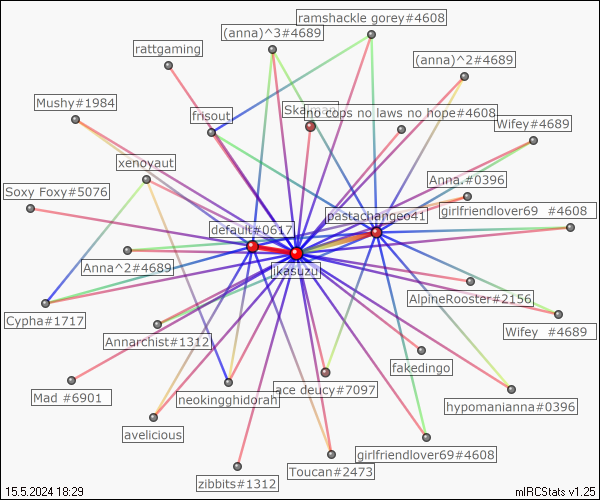 ramshackle gorey#4608
(anna)^3#4689
rattgaming
(anna)^2#4689
Mushy#1984
frisout
no cops no laws no hope#4608
Wifey#4689
xenoyaut
Anna.#0396
Soxy Foxy#5076
pastachangeo41
girlfriendlover69 #4608
default#0617
Anna^2#4689
ikasuzu
AlpineRooster#2156
Cypha#1717
Annarchist#1312
Wifey #4689
fakedingo
ace deucy#7097
Mad #6901
neokingghidorah
hypomanianna#0396
avelicious
girlfriendlover69#4608
Toucan#2473
zibbits#1312
15.5.2024 18:29
mIRCStats v1.25